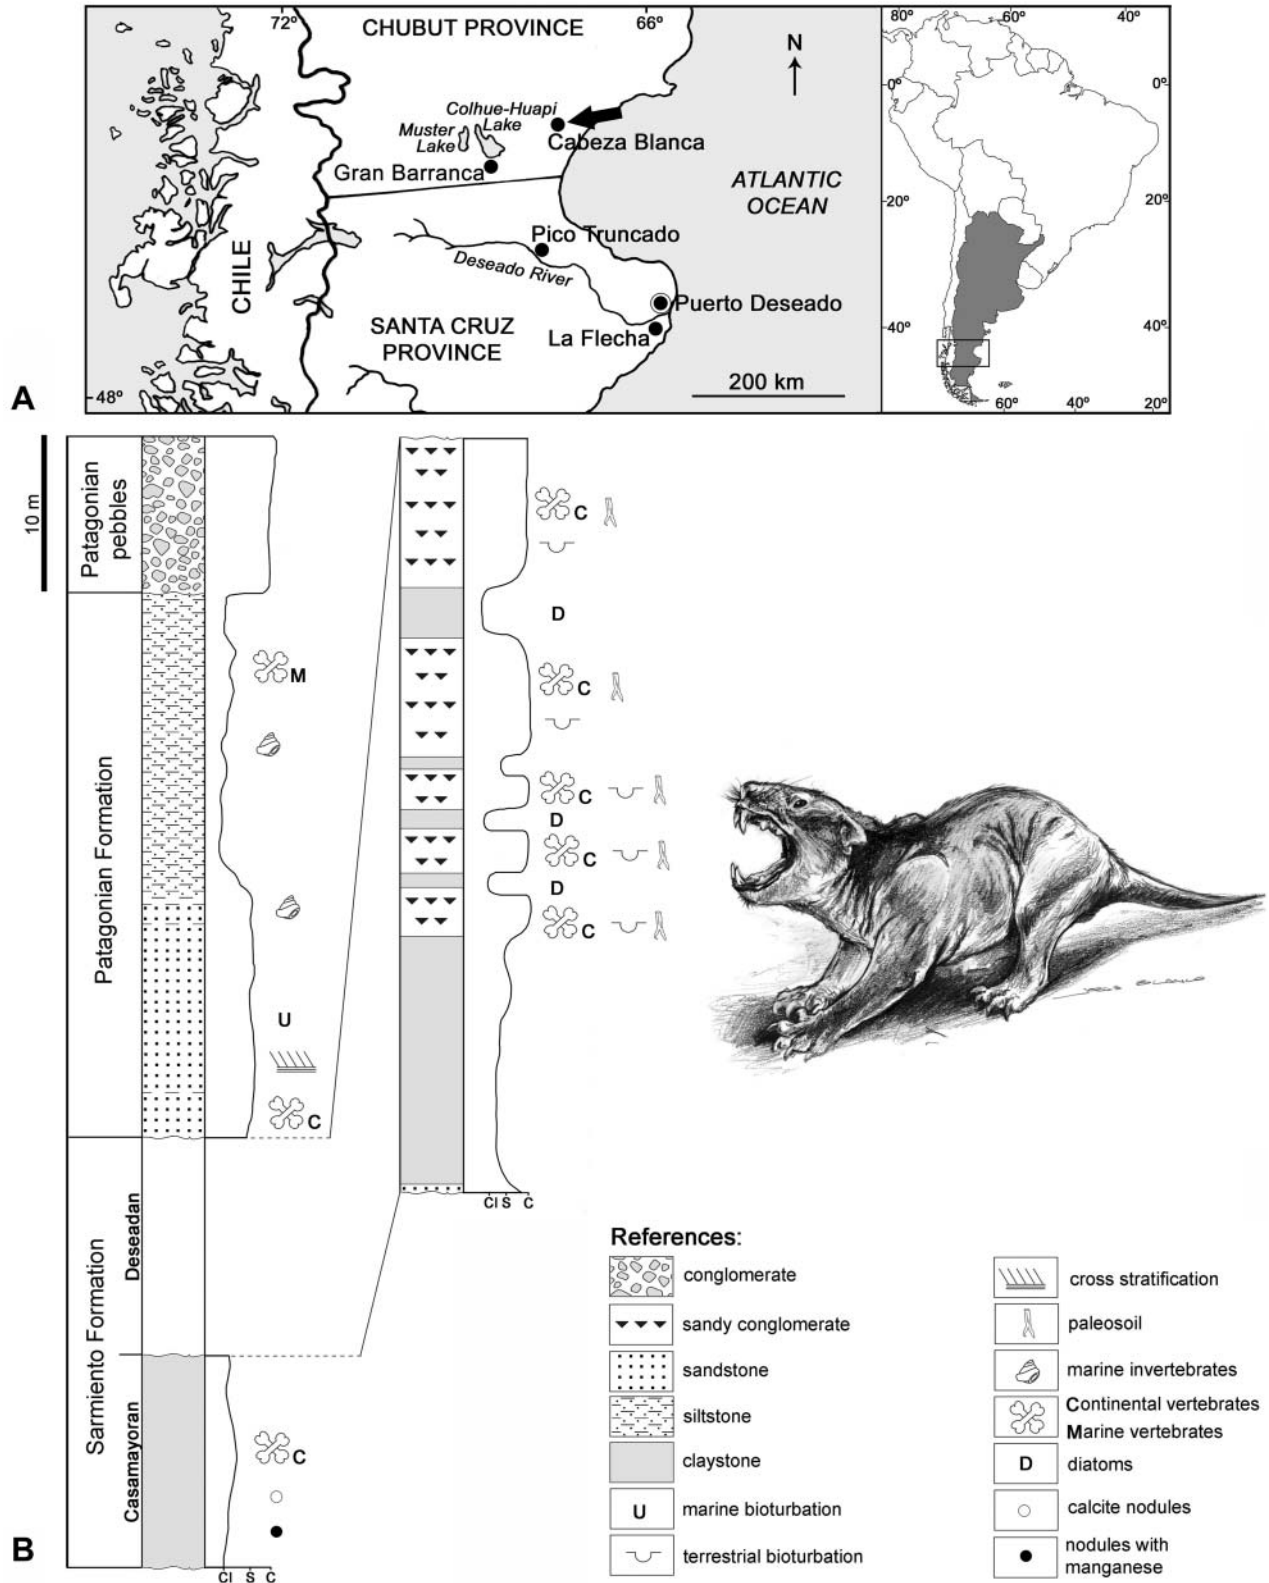 72º
66º
CHUBUT PROVINCE
N
Colhue-Huapi
Lake
Muster
Lake
Cabeza Blanca
Gran Barranca
ATLANTIC
OCEAN
Pico Truncado
Deseado River
CHILE
Puerto Deseado
SANTA CRUZ
PROVINCE
La Flecha
200 km
48º
A
80º
60º
40º
0º
0º
20º
20º
40º
40º
60º
40º
20º
10 m
Patagonian
pebbles
C
D
M
C
C
D
C
D
C
Patagonian Formation
U
C
Cl S C
Sarmiento Formation
Deseadan
Casamayoran
C
Cl S C
B
References:
conglomerate
sandy conglomerate
sandstone
siltstone
claystone
U marine bioturbation
terrestrial bioturbation
cross stratification
paleosoil
marine invertebrates
Continental vertebrates
Marine vertebrates
D diatoms
calcite nodules
nodules with
manganese